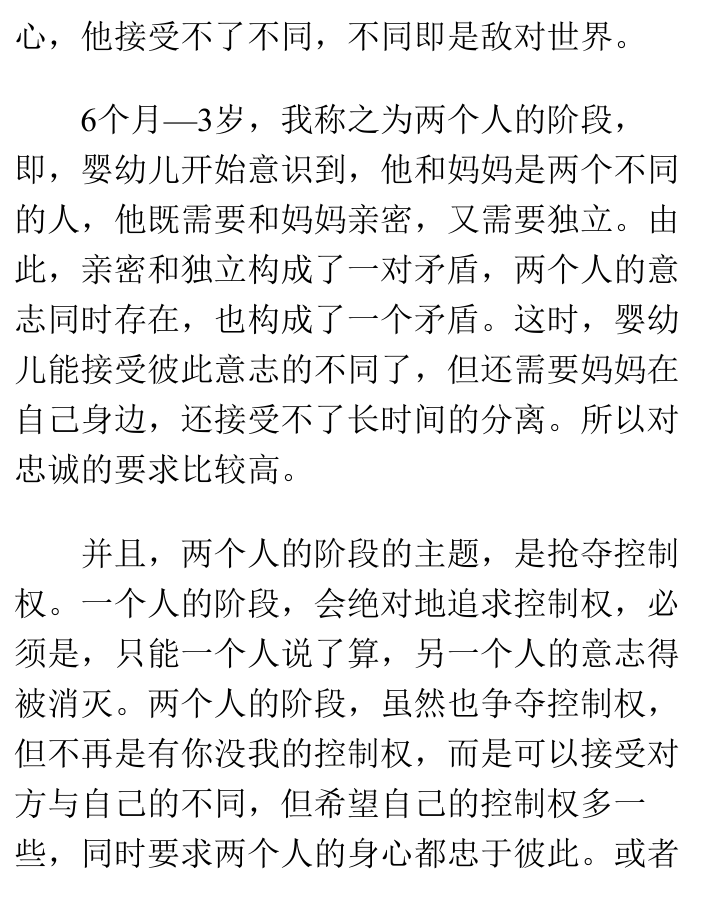 心，他接受不了不同，不同即是敌对世界。
6个月—3岁，我称之为两个人的阶段，
即，婴幼儿开始意识到，他和妈妈是两个不同
的人，他既需要和妈妈亲密，又需要独立。由
此，亲密和独立构成了一对矛盾，两个人的意
志同时存在，也构成了一个矛盾。这时，婴幼
儿能接受彼此意志的不同了，但还需要妈妈在
自己身边，还接受不了长时间的分离。所以对
忠诚的要求比较高。
并且，两个人的阶段的主题，是抢夺控制
权。一个人的阶段，会绝对地追求控制权，必
须是，只能一个人说了算，另一个人的意志得
被消灭。两个人的阶段，虽然也争夺控制权，
但不再是有你没我的控制权，而是可以接受对
方与自己的不同，但希望自己的控制权多一
些，同时要求两个人的身心都忠于彼此。或者